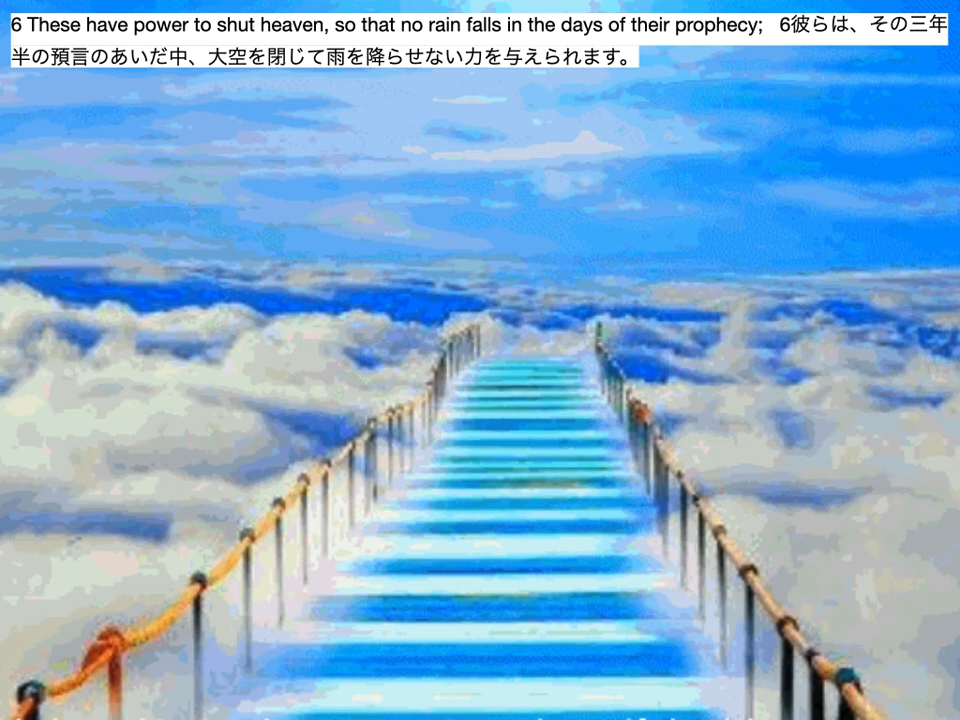 6 These have power to shut heaven, so that no rain falls in the days of their prophecy;   6彼らは、その三年
半の預言のあいだ中、大空を閉じて雨を降らせない力を与えられます。